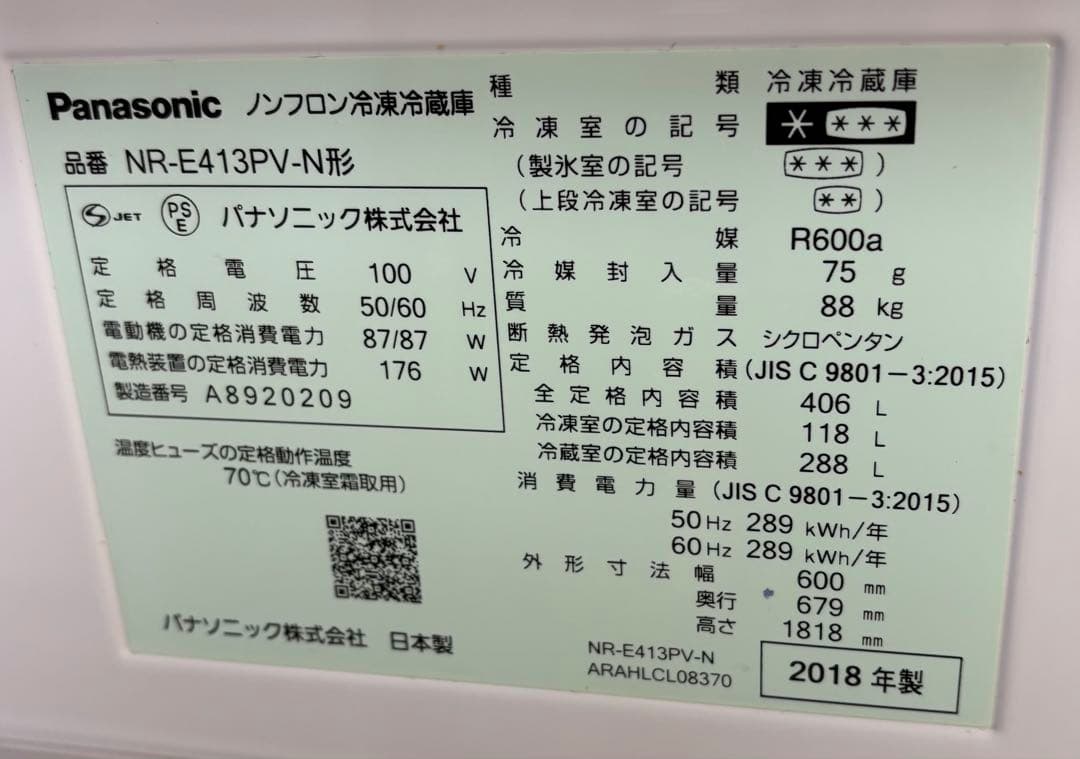 Panasonic ノンフロン冷凍冷蔵庫
品番 NR-E413PV-N形
S JET PSE パナソニック株式会社
定格電圧 100 V
定格周波数 50/60 Hz
電動機の定格消費電力 87/87 W
電熱装置の定格消費電力 176 W
製造番号 A8920209
温度ヒューズの定格動作温度
70℃(冷凍室霜取用)
パナソニック株式会社 日本製
種類 冷凍冷蔵庫
冷凍室の記号 * ***
(製氷室の記号 *** )
(上段冷凍室の記号 ** )
冷媒 R600a
冷媒封入量 75 g
質量 88 kg
断熱発泡ガス シクロペンタン
定格内容積(JIS C 9801-3:2015)
全定格内容積 406 L
冷凍室の定格内容積 118 L
冷蔵室の定格内容積 288 L
消費電力量(JIS C 9801-3:2015)
50Hz 289 kWh/年
60Hz 289 kWh/年
外形寸法幅 600 mm
奥行 679 mm
高さ 1818 mm
NR-E413PV-N
ARAHLCL08370
2018年製